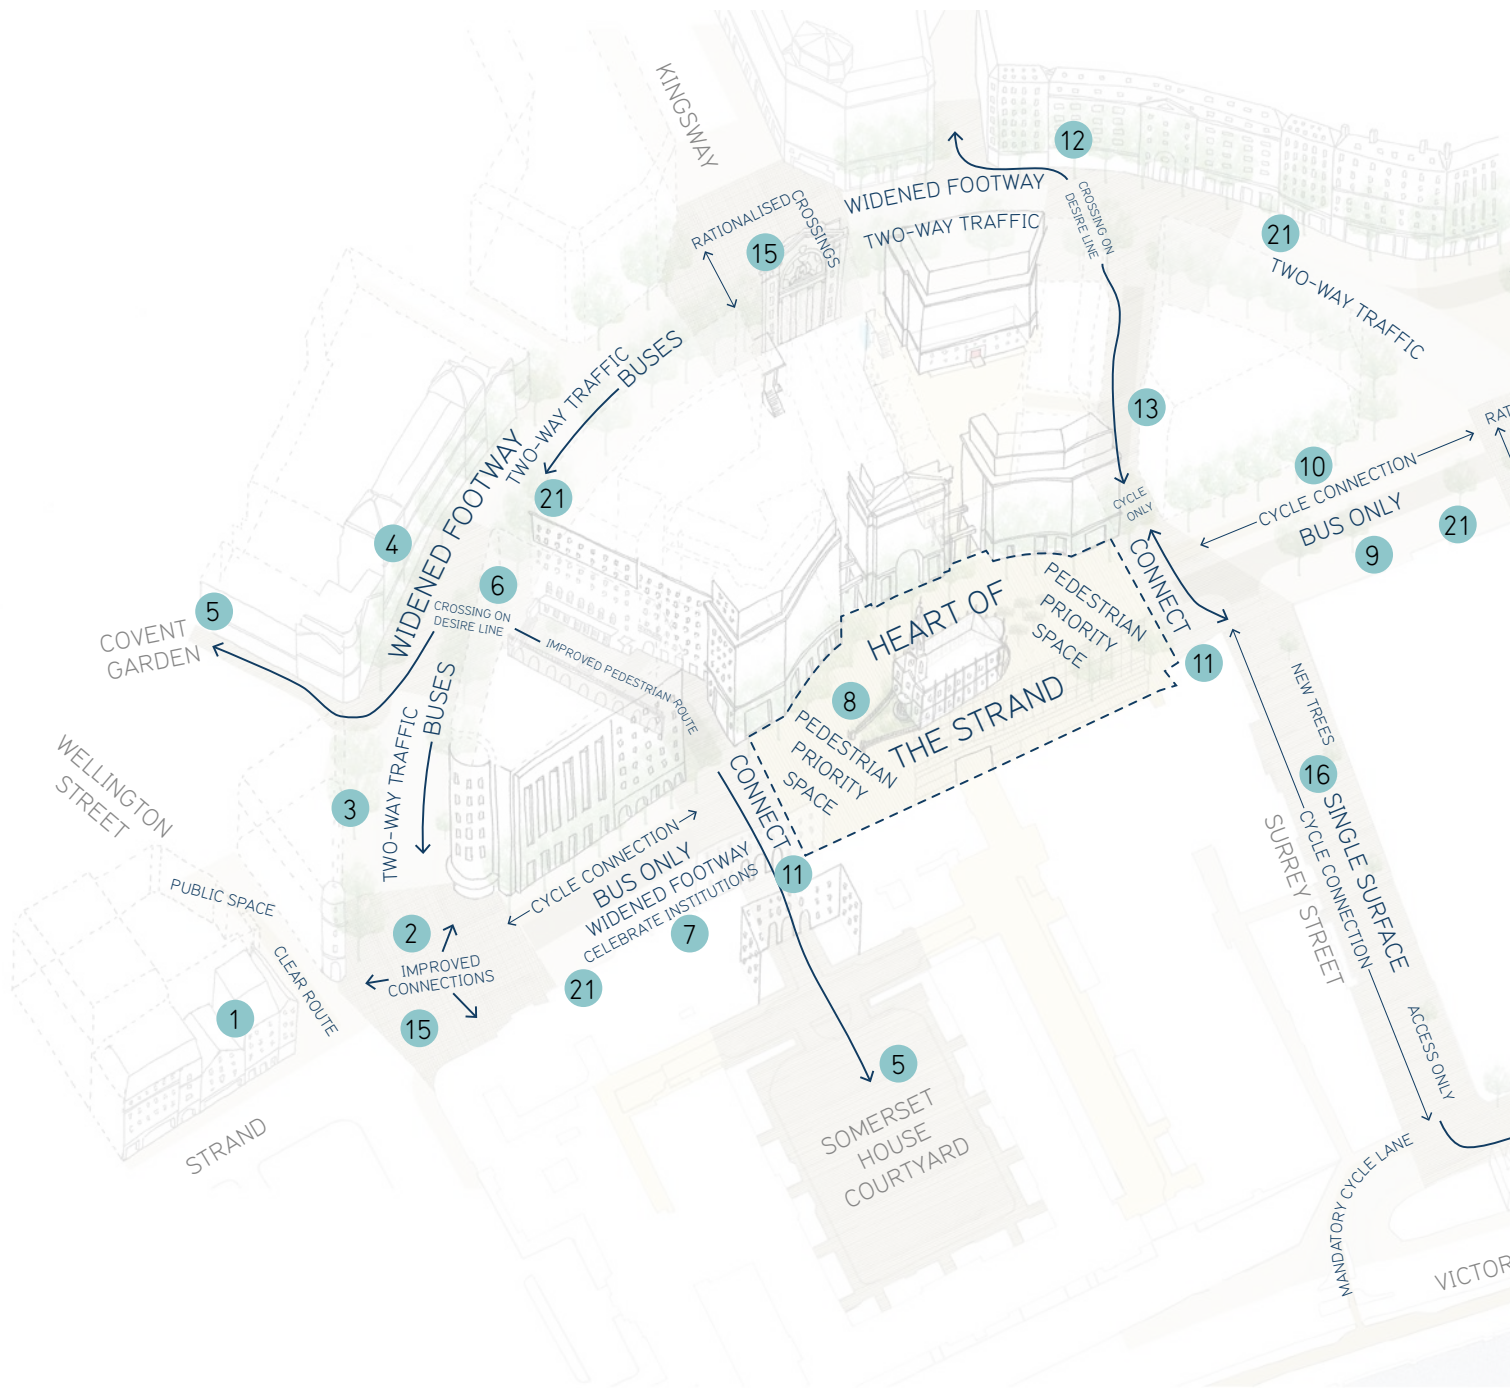 KINGSWAY
12
WIDENED FOOTWAY
TWO-WAY TRAFFIC
CROSSING ON
DESIRE LINE
RATIONALISED
CROSSINGS
15
21
TWO-WAY TRAFFIC
BUSES
TWO-WAY TRAFFIC
WIDENED FOOTWAY
21
13
10
CYCLE CONNECTION
BUS ONLY
9
21
RAT
CYCLE
ONLY
4
5
COVENT
GARDEN
6
CROSSING ON
DESIRE LINE
IMPROVED PEDESTRIAN ROUTE
BUSES
TWO-WAY TRAFFIC
CONNECT
11
HEART OF
THE STRAND
PEDESTRIAN
PRIORITY
SPACE
8
PEDESTRIAN
PRIORITY
SPACE
CONNECT
11
NEW TREES
16
SINGLE SURFACE
CYCLE CONNECTION
SURREY STREET
ACCESS ONLY
WELLINGTON
STREET
3
PUBLIC SPACE
CLEAR ROUTE
1
2
IMPROVED
CONNECTIONS
15
CYCLE CONNECTION
BUS ONLY
WIDENED FOOTWAY
CELEBRATE INSTITUTIONS
7
21
5
SOMERSET
HOUSE
COURTYARD
STRAND
MANDATORY CYCLE LANE
VICTOR